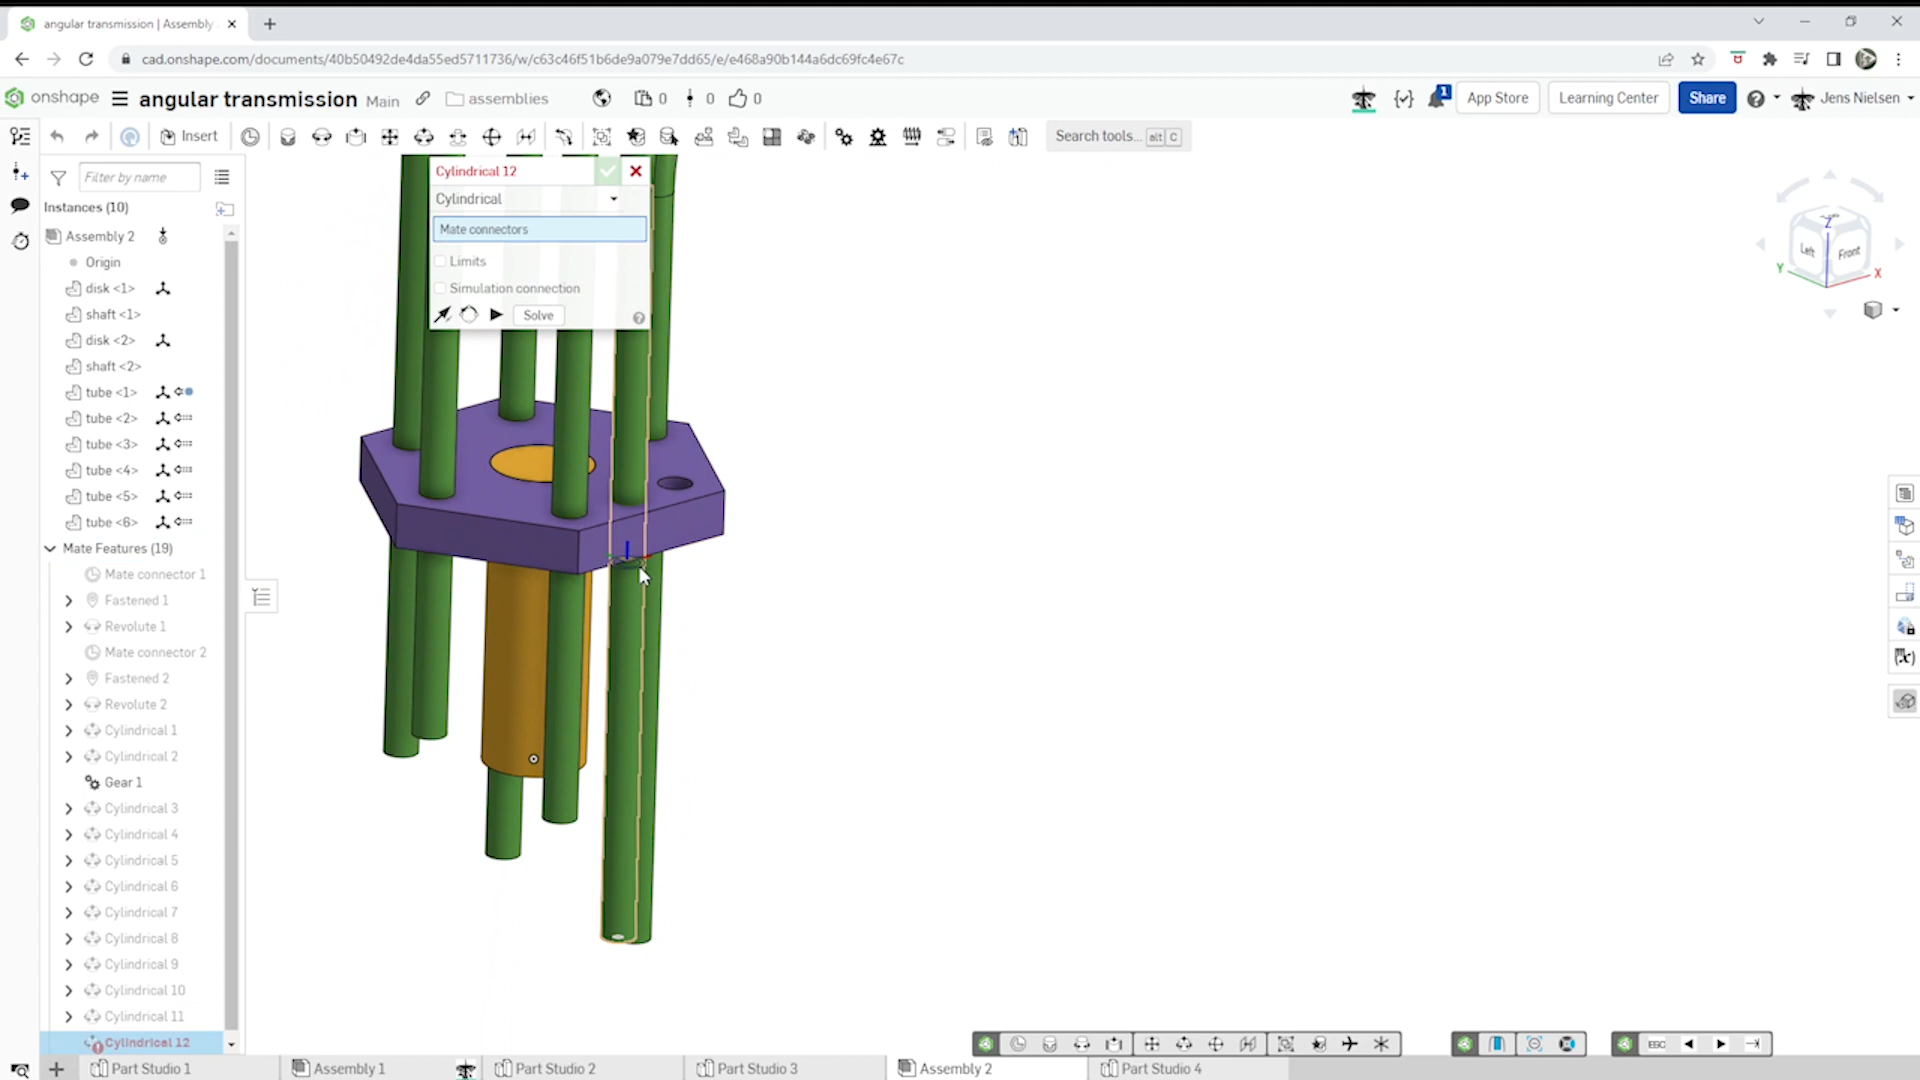 angular transmission | Assembly
cad.onshape.com/documents/40b50492de4da55ed5711736/w/c63c46f51b6de9a079e7dd65/e/e468a90b144a6dc69fc4e67c
onshape angular transmission Main assemblies 0 0 0 1 App Store Learning Center Share Jens Nielsen
Insert Search tools... alt C
Filter by name
Instances (10)
Assembly 2
Origin
disk <1>
shaft <1>
disk <2>
shaft <2>
tube <1>
tube <2>
tube <3>
tube <4>
tube <5>
tube <6>
Mate Features (19)
Mate connector 1
Fastened 1
Revolute 1
Mate connector 2
Fastened 2
Revolute 2
Cylindrical 1
Cylindrical 2
Gear 1
Cylindrical 3
Cylindrical 4
Cylindrical 5
Cylindrical 6
Cylindrical 7
Cylindrical 8
Cylindrical 9
Cylindrical 10
Cylindrical 11
Cylindrical 12
Cylindrical 12
Cylindrical
Mate connectors
Limits
Simulation connection
Solve
Z
Left Front
Y X
(x)
ESC
Part Studio 1 Assembly 1 Part Studio 2 Part Studio 3 Assembly 2 Part Studio 4